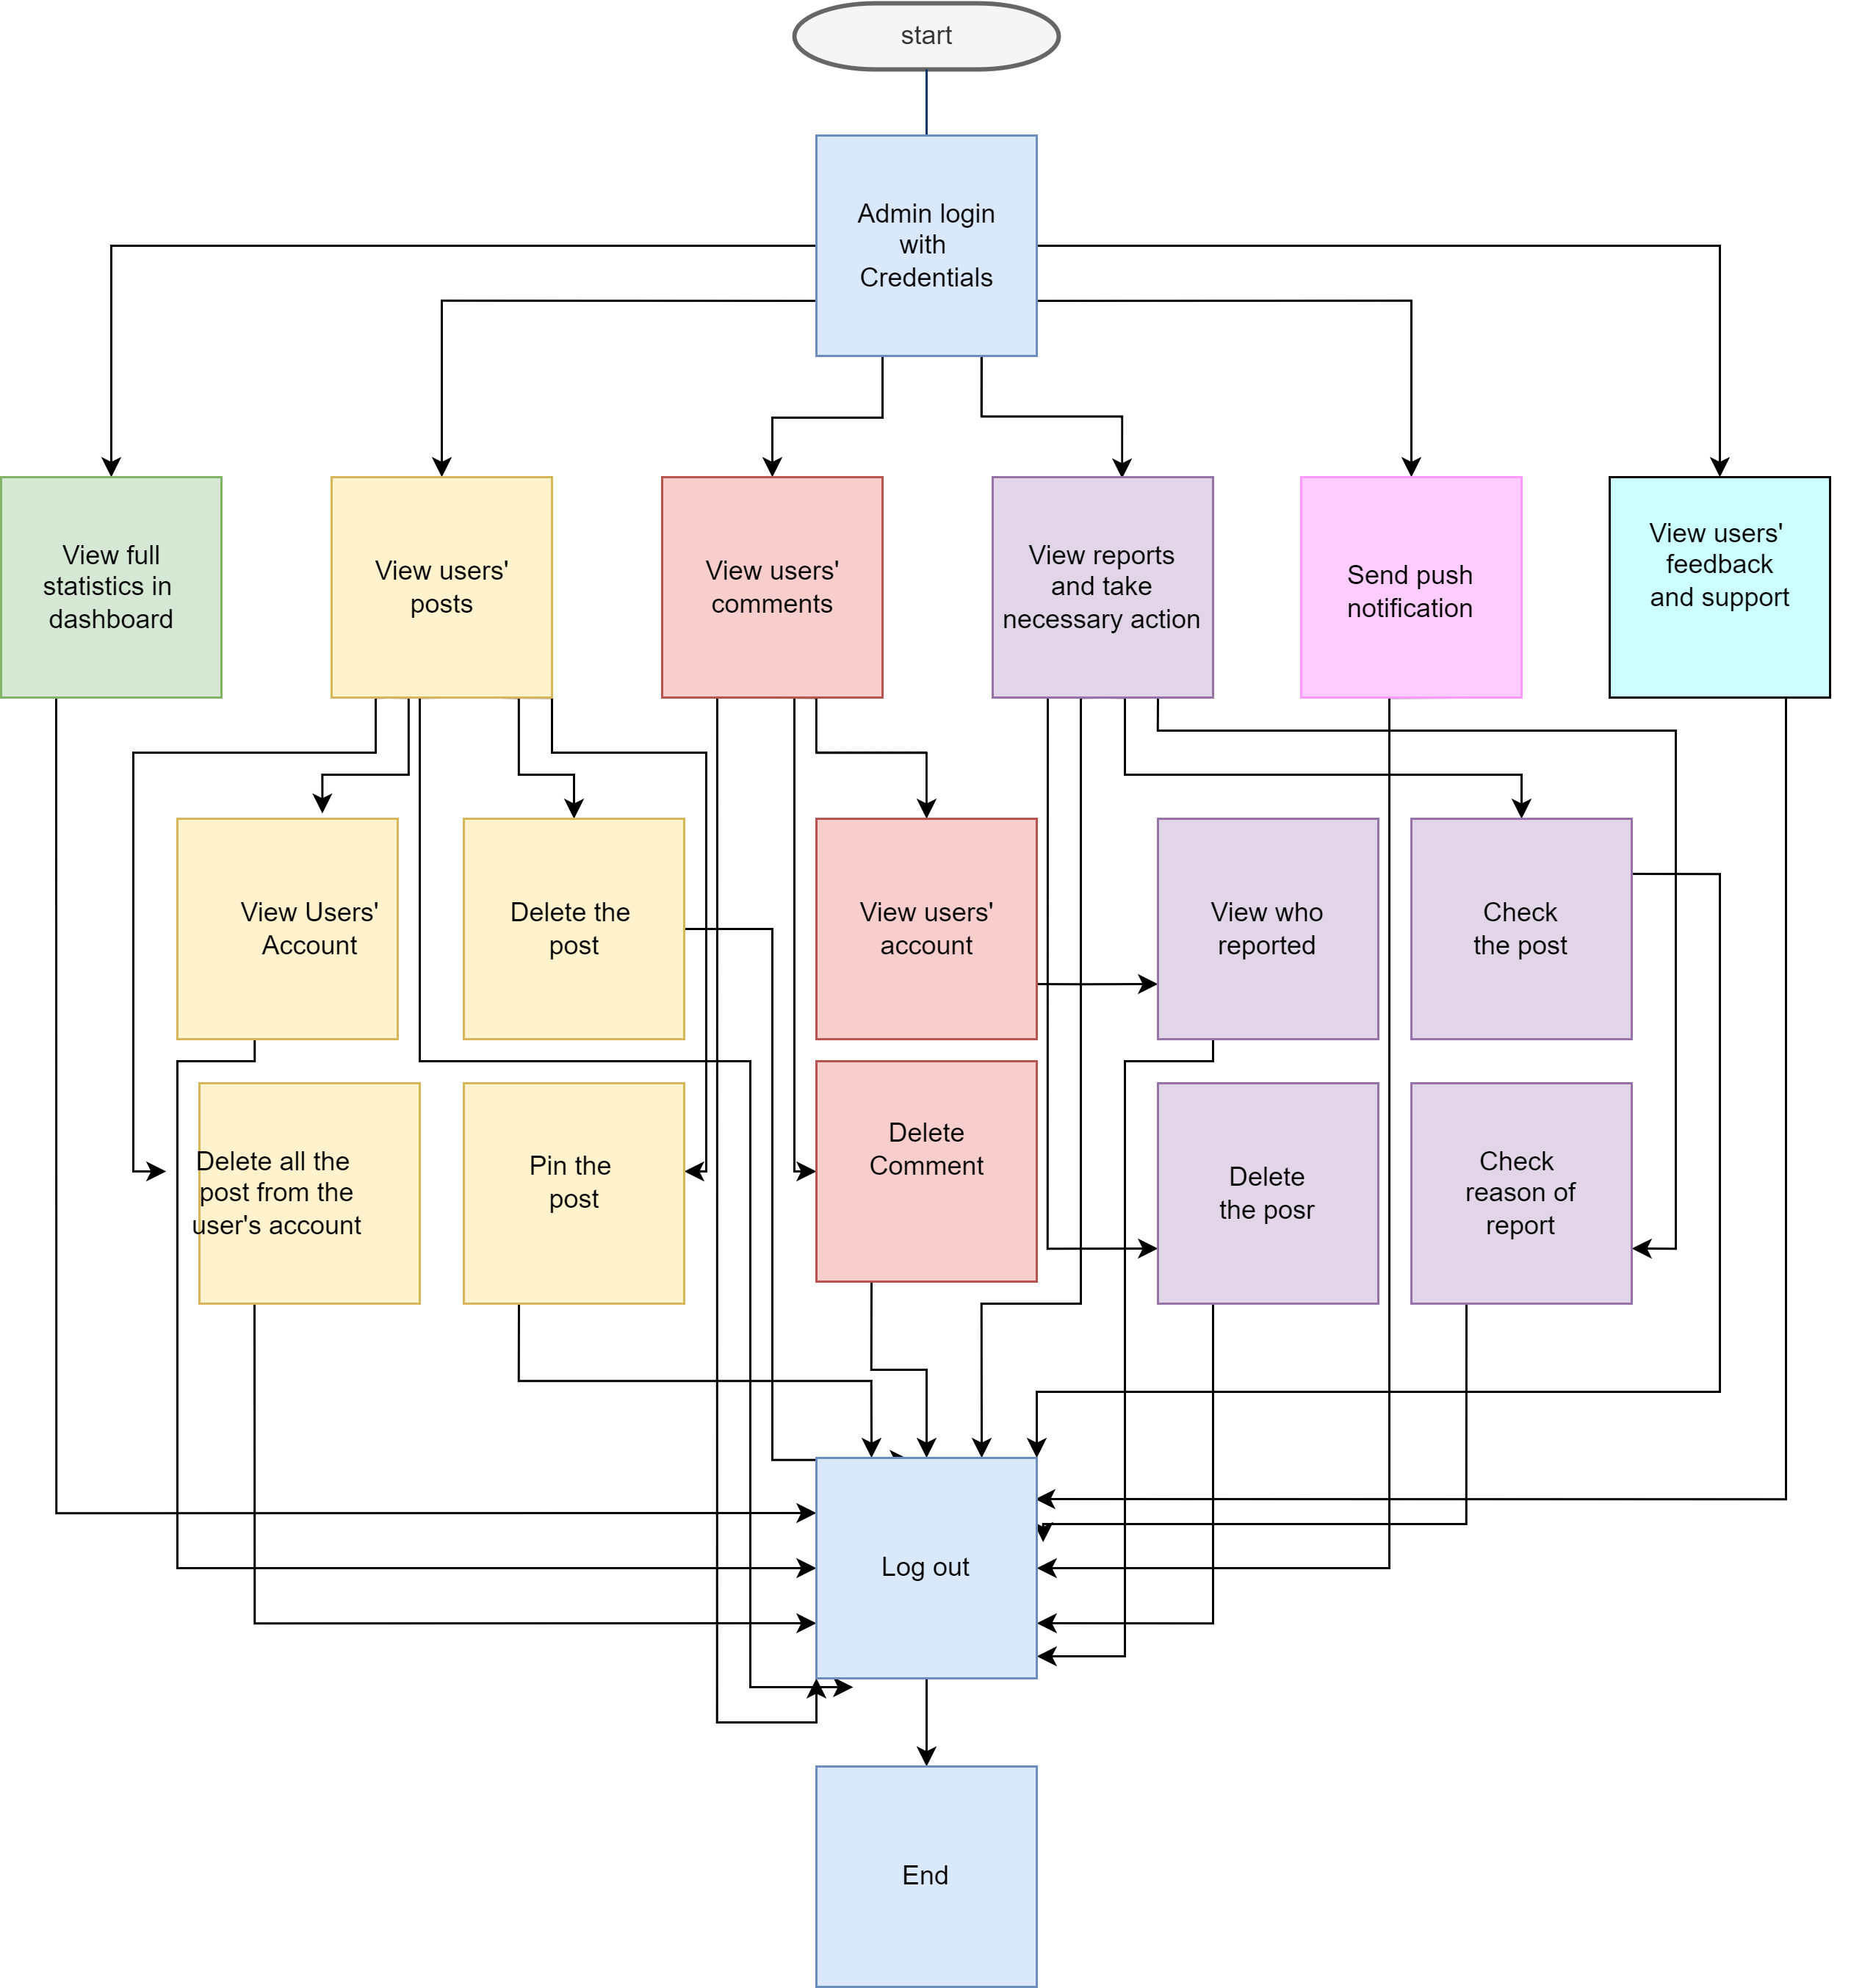 start
Admin login
with
Credentials
View full
statistics in
dashboard
View users'
posts
View users'
comments
View reports
and take
necessary action
Send push
notification
View users'
feedback
and support
View Users'
Account
Delete the
post
View users'
account
View who
reported
Check
the post
Delete all the
post from the
user's account
Pin the
post
Delete
Comment
Delete
the posr
Check
reason of
report
Log out
End